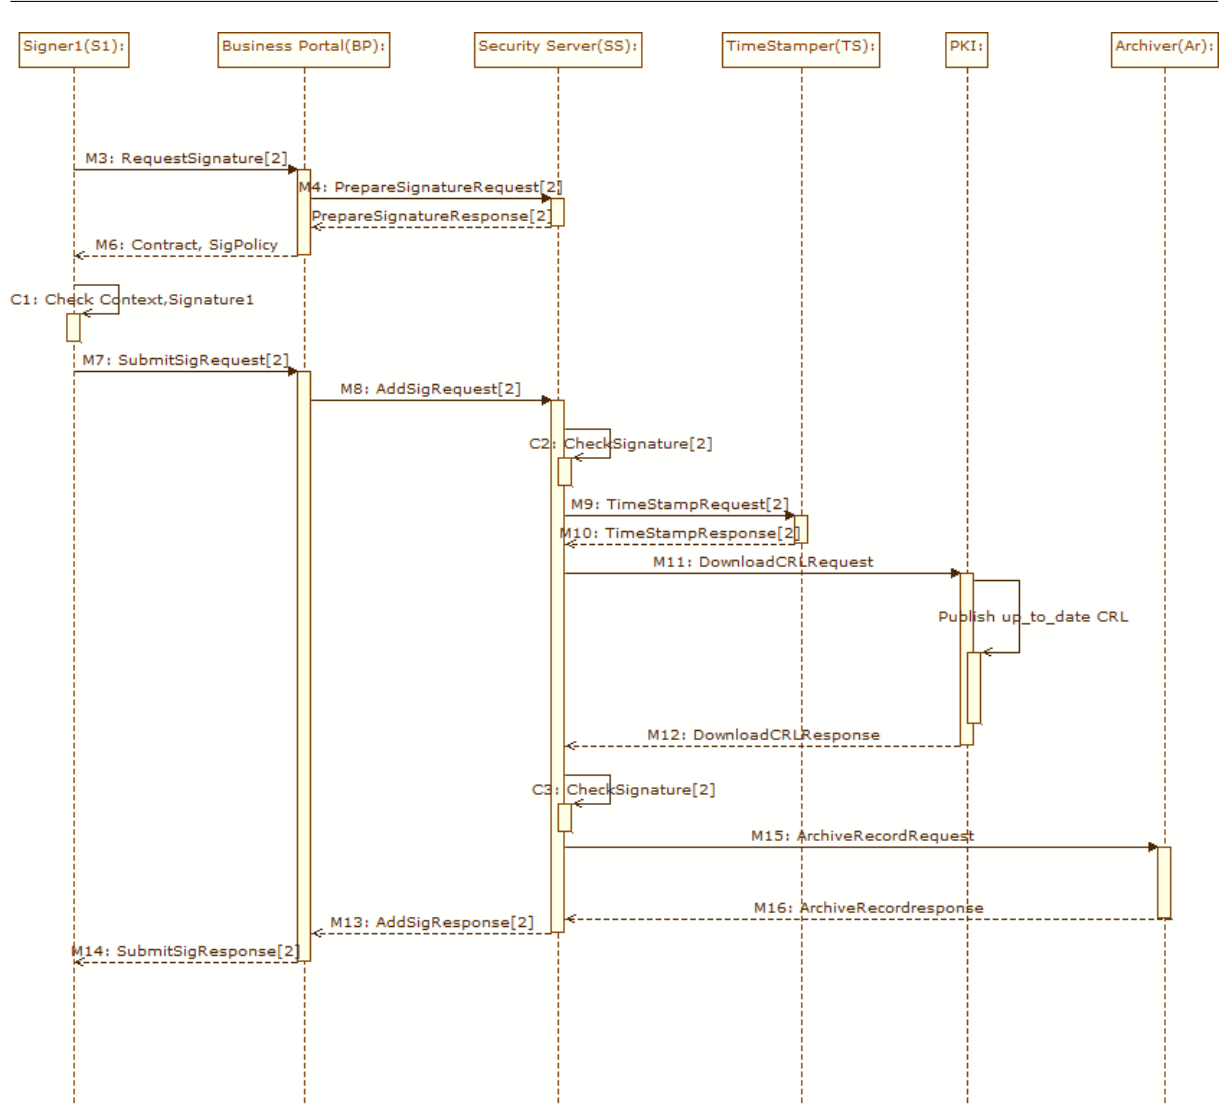 Signer1(S1):
Business Portal(BP):
Security Server(SS):
TimeStamper(TS):
PKI:
Archiver(Ar):
M3: RequestSignature[2]
M4: PrepareSignatureRequest[2]
PrepareSignatureResponse[2]
M6: Contract, SigPolicy
C1: Check Context,Signature1
M7: SubmitSigRequest[2]
M8: AddSigRequest[2]
C2: CheckSignature[2]
M9: TimeStampRequest[2]
M10: TimeStampResponse[2]
M11: DownloadCRLRequest
Publish up_to_date CRL
M12: DownloadCRLResponse
C3: CheckSignature[2]
M15: ArchiveRecordRequest
M16: ArchiveRecordresponse
M13: AddSigResponse[2]
M14: SubmitSigResponse[2]